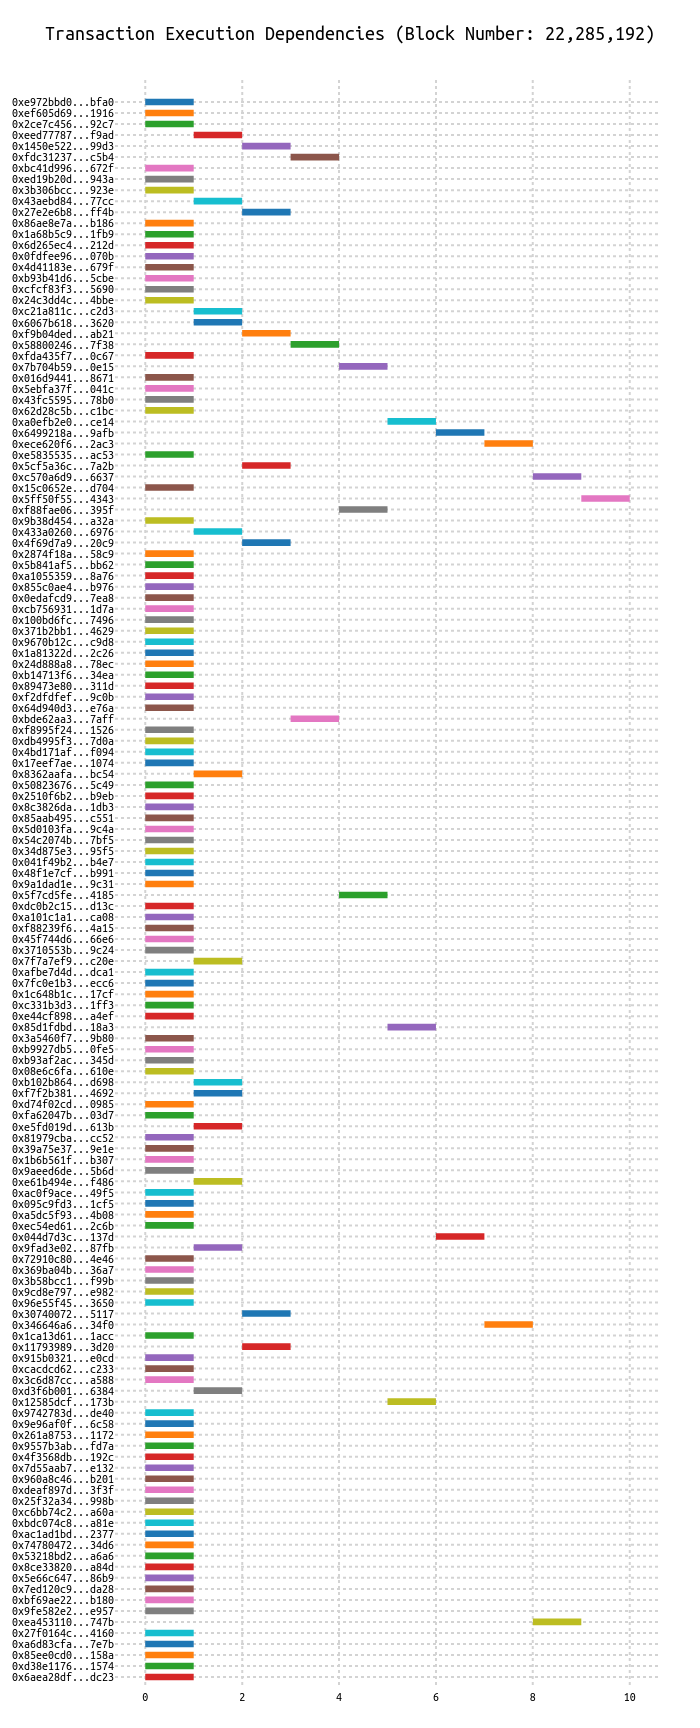 Transaction Execution Dependencies (Block Number: 22,285,192)
0xe972bbd0...bfa0
0xef605d69...1916
0x2ce7c456...92c7
0xeed77787...f9ad
0x1450e522...99d3
0xfdc31237...c5b4
0xbc41d996...672f
0xed19b20d...943a
0x3b306bcc...923e
0x43aebd84...77cc
0x27e2e6b8...ff4b
0x86ae8e7a...b186
0x1a68b5c9...1fb9
0x6d265ec4...212d
0x0fdfee96...070b
0x4d41183e...679f
0xb93b41d6...5cbe
0xcfcf83f3...5690
0x24c3dd4c...4bbe
0xc21a811c...c2d3
0x6067b618...3620
0xf9b04ded...ab21
0x58800246...7f38
0xfda435f7...0c67
0x7b704b59...0e15
0x016d9441...8671
0x5ebfa37f...041c
0x43fc5595...78b0
0x62d28c5b...c1bc
0xa0efb2e0...ce14
0x6499218a...9afb
0xece620f6...2ac3
0xe5835535...ac53
0x5cf5a36c...7a2b
0xc570a6d9...6637
0x15c0652e...d704
0x5ff50f55...4343
0xf88fae06...395f
0x9b38d454...a32a
0x433a0260...6976
0x4f69d7a9...20c9
0x2874f18a...58c9
0x5b841af5...bb62
0xa1055359...8a76
0x855c0ae4...b976
0x0edafcd9...7ea8
0xcb756931...1d7a
0x100bd6fc...7496
0x371b2bb1...4629
0x9670b12c...c9d8
0x1a81322d...2c26
0x24d888a8...78ec
0xb14713f6...34ea
0x89473e80...311d
0xf2dfdfef...9c0b
0x64d940d3...e76a
0xbde62aa3...7aff
0xf8995f24...1526
0xdb4995f3...7d0a
0x4bd171af...f094
0x17eef7ae...1074
0x8362aafa...bc54
0x50823676...5c49
0x2510f6b2...b9eb
0x8c3826da...1db3
0x85aab495...c551
0x5d0103fa...9c4a
0x54c2074b...7bf5
0x34d875e3...95f5
0x041f49b2...b4e7
0x48f1e7cf...b991
0x9a1dad1e...9c31
0x5f7cd5fe...4185
0xdc0b2c15...d13c
0xa101c1a1...ca08
0xf88239f6...4a15
0x45f744d6...66e6
0x3710553b...9c24
0x7f7a7ef9...c20e
0xafbe7d4d...dca1
0x7fc0e1b3...ecc6
0x1c648b1c...17cf
0xc331b3d3...1ff3
0xe44cf898...a4ef
0x85d1fdbd...18a3
0x3a5460f7...9b80
0xb9927db5...0fe5
0xb93af2ac...345d
0x08e6c6fa...610e
0xb102b864...d698
0xf7f2b381...4692
0xd74f02cd...0985
0xfa62047b...03d7
0xe5fd019d...613b
0x81979cba...cc52
0x39a75e37...9e1e
0x1b6b561f...b307
0x9aeed6de...5b6d
0xe61b494e...f486
0xac0f9ace...49f5
0x095c9fd3...1cf5
0xa5dc5f93...4b08
0xec54ed61...2c6b
0x044d7d3c...137d
0x9fad3e02...87fb
0x72910c80...4e46
0x369ba04b...36a7
0x3b58bcc1...f99b
0x9cd8e797...e982
0x96e55f45...3650
0x30740072...5117
0x346646a6...34f0
0x1ca13d61...1acc
0x11793989...3d20
0x915b0321...e0cd
0xcacdcd62...c233
0x3c6d87cc...a588
0xd3f6b001...6384
0x12585dcf...173b
0x9742783d...de40
0x9e96af0f...6c58
0x261a8753...1172
0x9557b3ab...fd7a
0x4f3568db...192c
0x7d55aab7...e132
0x960a8c46...b201
0xdeaf897d...3f3f
0x25f32a34...998b
0xc6bb74c2...a60a
0xbdc074c8...a81e
0xac1ad1bd...2377
0x74780472...34d6
0x53218bd2...a6a6
0x8ce33820...a84d
0x5e66c647...86b9
0x7ed120c9...da28
0xbf69ae22...b180
0x9fe582e2...e957
0xea453110...747b
0x27f0164c...4160
0xa6d83cfa...7e7b
0x85ee0cd0...158a
0xd38e1176...1574
0x6aea28df...dc23
0 2 4 6 8 10